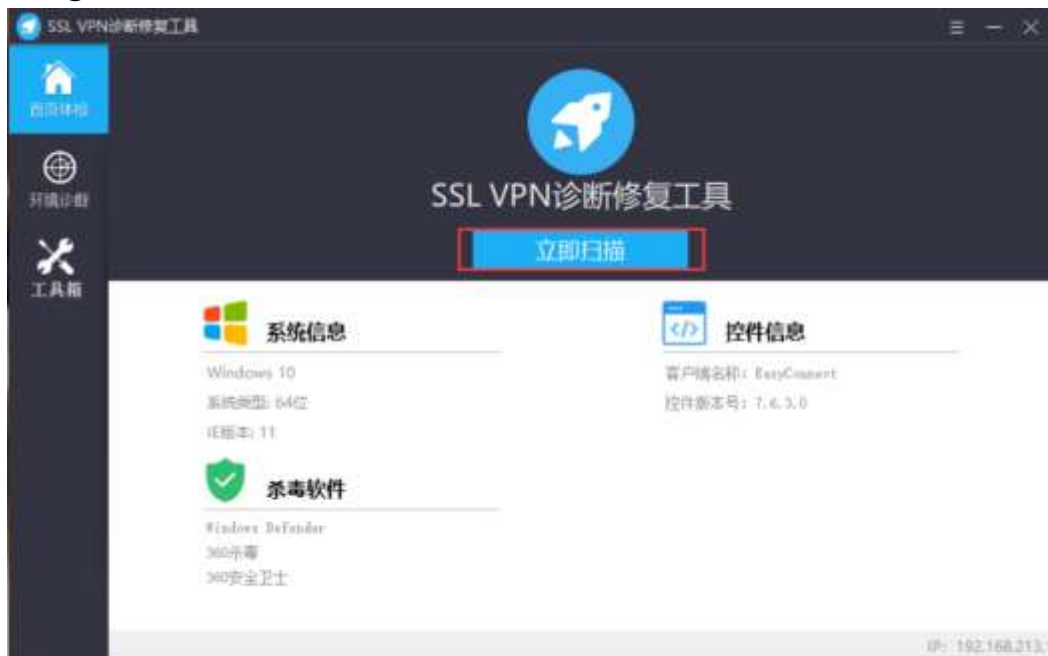 SSL VPN诊断修复工具
首页体检
环境诊断
工具箱
SSL VPN诊断修复工具
立即扫描
系统信息
Windows 10
系统类型: 64位
IE版本: 11
控件信息
客户端名称: EasyConnect
控件版本号: 7.6.3.0
杀毒软件
Windows Defender
360杀毒
360安全卫士
IP: 192.168.213.